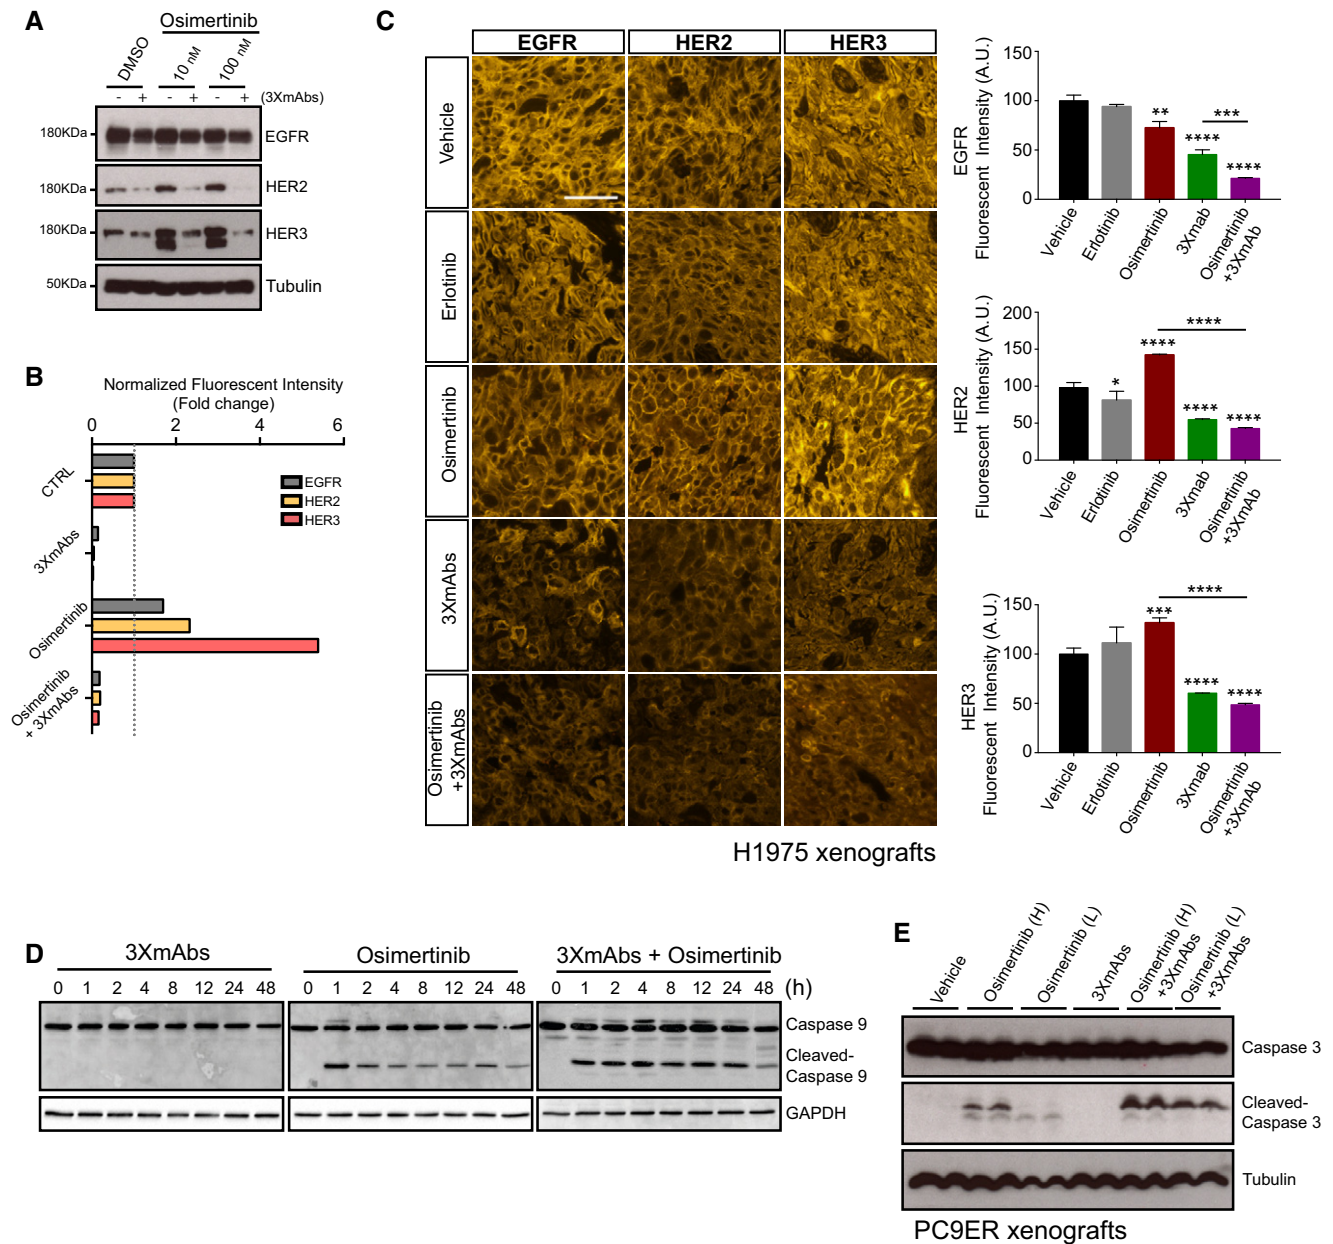 A
Osimertinib
DMSO
10 nM
100 nM
- + - + - + (3XmAbs)
180KDa EGFR
180KDa HER2
180KDa HER3
50KDa Tubulin
B
Normalized Fluorescent Intensity
(Fold change)
0 2 4 6
CTRL
3XmAbs
Osimertinib
Osimertinib
+ 3XmAbs
EGFR
HER2
HER3
C
EGFR HER2 HER3
Vehicle
Erlotinib
Osimertinib
3XmAbs
Osimertinib
+3XmAbs
H1975 xenografts
EGFR
Fluorescent Intensity (A.U.)
150
100
50
0
**
****
***
****
Vehicle
Erlotinib
Osimertinib
3Xmab
Osimertinib
+3XmAb
HER2
Fluorescent Intensity (A.U.)
200
150
100
50
0
*
****
****
****
****
Vehicle
Erlotinib
Osimertinib
3Xmab
Osimertinib
+3XmAb
HER3
Fluorescent Intensity (A.U.)
150
100
50
0
***
****
****
****
Vehicle
Erlotinib
Osimertinib
3Xmab
Osimertinib
+3XmAb
D
3XmAbs Osimertinib 3XmAbs + Osimertinib
0 1 2 4 8 12 24 48 0 1 2 4 8 12 24 48 0 1 2 4 8 12 24 48 (h)
Caspase 9
Cleaved-
Caspase 9
GAPDH
E
Vehicle
Osimertinib (H)
Osimertinib (L)
3XmAbs
Osimertinib (H)
+3XmAbs
Osimertinib (L)
+3XmAbs
Caspase 3
Cleaved-
Caspase 3
Tubulin
PC9ER xenografts